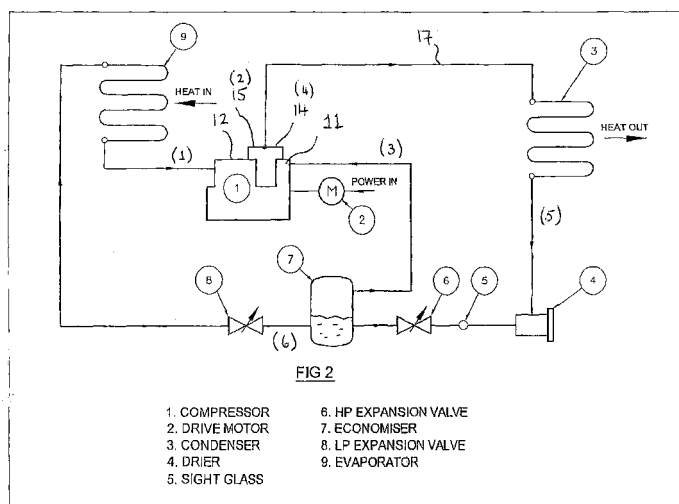 9
17
3
(2)
HEAT IN
15
(4)
14
11
12
HEAT OUT
(1)
(3)
1
POWER IN
M
2
(5)
7
8
6
5
4
(6)
FIG 2
1. COMPRESSOR
2. DRIVE MOTOR
3. CONDENSER
4. DRIER
5. SIGHT GLASS
6. HP EXPANSION VALVE
7. ECONOMISER
8. LP EXPANSION VALVE
9. EVAPORATOR